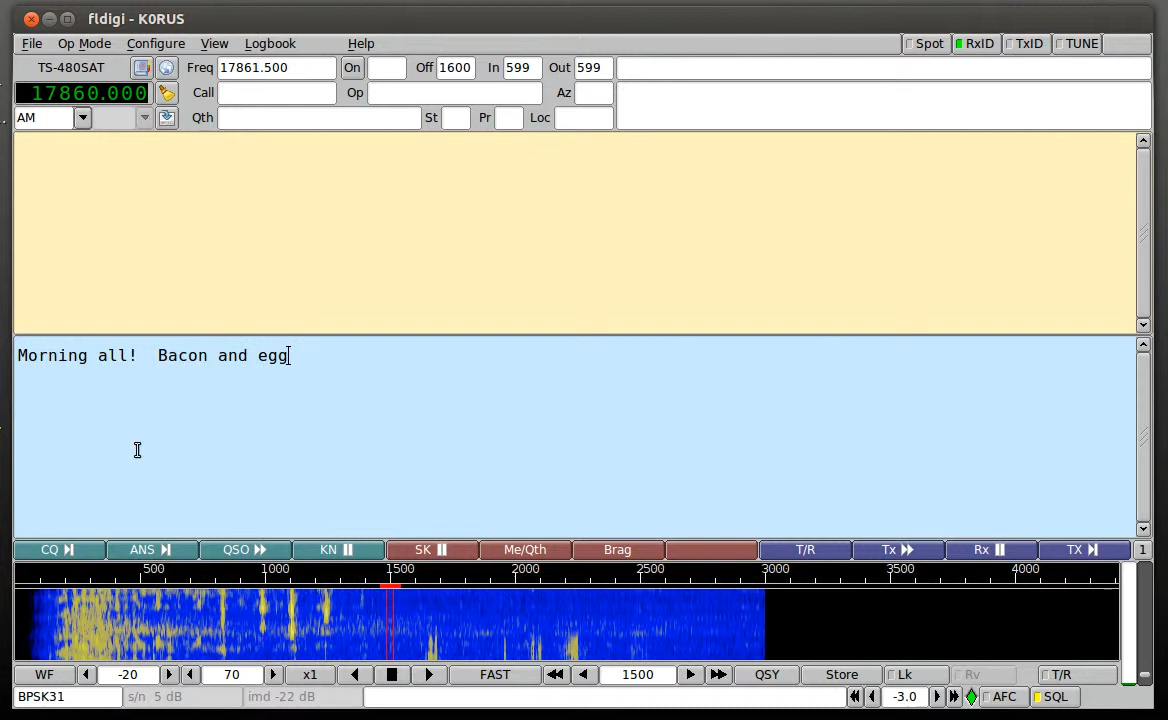 fldigi - K0RUS
File Op Mode Configure View Logbook Help Spot RxID TxID TUNE
TS-480SAT Freq 17861.500 On Off 1600 In 599 Out 599
17860.000 Call Op Az
AM Qth St Pr Loc
Morning all!  Bacon and egg
CQ ANS QSO KN SK Me/Qth Brag T/R Tx Rx TX 1
500 1000 1500 2000 2500 3000 3500 4000
WF -20 70 x1 FAST 1500 QSY Store Lk Rv T/R
BPSK31 s/n 5 dB imd -22 dB -3.0 AFC SQL